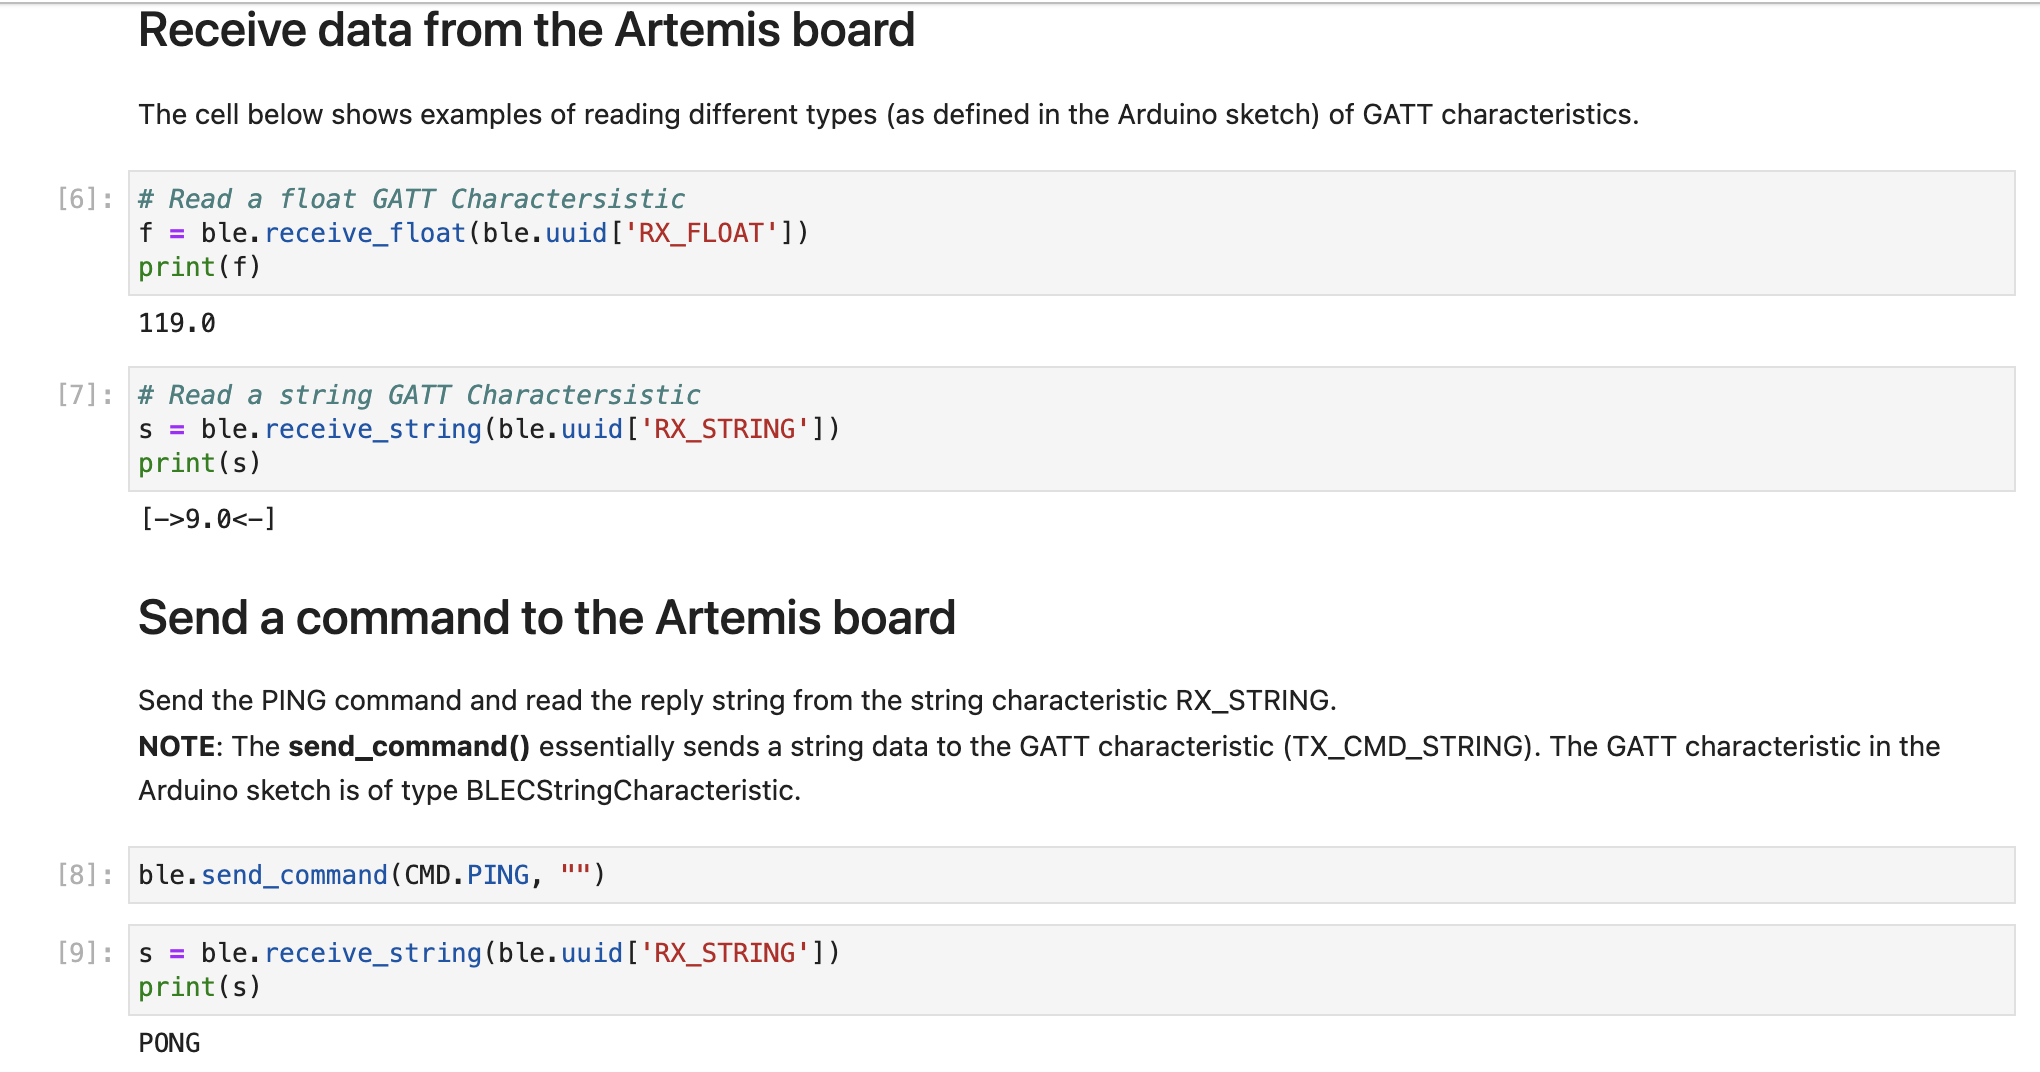 Receive data from the Artemis board
The cell below shows examples of reading different types (as defined in the Arduino sketch) of GATT characteristics.
[6]: # Read a float GATT Charactersistic
f = ble.receive_float(ble.uuid['RX_FLOAT'])
print(f)
119.0
[7]: # Read a string GATT Charactersistic
s = ble.receive_string(ble.uuid['RX_STRING'])
print(s)
[->9.0<-]
Send a command to the Artemis board
Send the PING command and read the reply string from the string characteristic RX_STRING.
NOTE: The send_command() essentially sends a string data to the GATT characteristic (TX_CMD_STRING). The GATT characteristic in the
Arduino sketch is of type BLECStringCharacteristic.
[8]: ble.send_command(CMD.PING, "")
[9]: s = ble.receive_string(ble.uuid['RX_STRING'])
print(s)
PONG